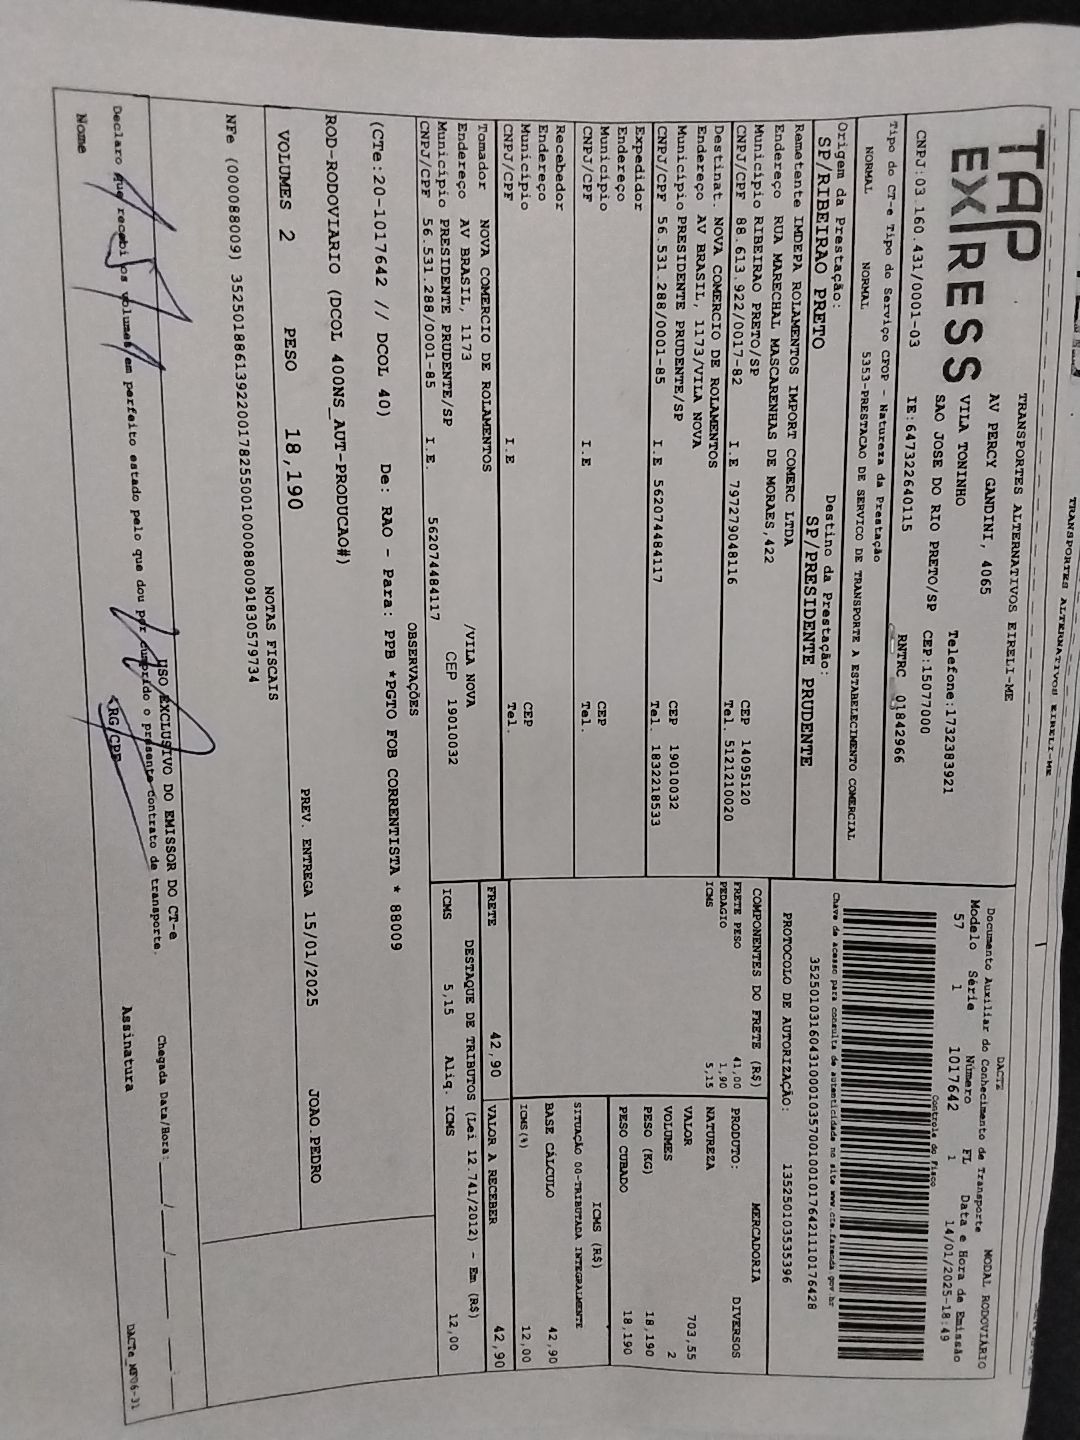 TRANSPORTES ALTERNATIVOS EIRELI-ME
TAP EXPRESS
TRANSPORTES ALTERNATIVOS EIRELI-ME
AV PERCY GANDINI, 4065
VILA TONINHO
SAO JOSE DO RIO PRETO/SP
Telefone:1732383921
CEP:15077000
CNPJ:03.160.431/0001-03
IE:647322640115
RNTRC 01842966
Tipo do CT-e Tipo do Serviço CFOP - Natureza da Prestação
NORMAL NORMAL 5353-PRESTACAO DE SERVICO DE TRANSPORTE A ESTABELECIMENTO COMERCIAL
Origem da Prestação: Destino da Prestação:
SP/RIBEIRAO PRETO SP/PRESIDENTE PRUDENTE
DACTE
Documento Auxiliar do Conhecimento de Transporte MODAL RODOVIÁRIO
Modelo Série Número FL Data e Hora de Emissão
57 1 1017642 1 14/01/2025-18:49
Controle do Fisco
Chave de acesso para consulta de autenticidade no site www.cte.fazenda.gov.br
PROTOCOLO DE AUTORIZAÇÃO: 135250103535396
Remetente IMDEPA ROLAMENTOS IMPORT COMERC LTDA
Endereço RUA MARECHAL MASCARENHAS DE MORAES,422
Município RIBEIRAO PRETO/SP CEP 14095120
CNPJ/CPF 88.613.922/0017-82 I.E 797279048116 Tel. 5121210020
Destinat. NOVA COMERCIO DE ROLAMENTOS
Endereço AV BRASIL, 1173/VILA NOVA
Município PRESIDENTE PRUDENTE/SP CEP 19010032
CNPJ/CPF 56.531.288/0001-85 I.E 562074484117 Tel. 1832218533
Expedidor
Endereço
Município CEP
CNPJ/CPF I.E Tel.
Recebedor
Endereço
Município CEP
CNPJ/CPF I.E Tel.
Tomador NOVA COMERCIO DE ROLAMENTOS
Endereço AV BRASIL, 1173 /VILA NOVA
Município PRESIDENTE PRUDENTE/SP CEP 19010032
CNPJ/CPF 56.531.288/0001-85 I.E. 562074484117
COMPONENTES DO FRETE (R$)
FRETE PESO 41,00
PEDAGIO 1,90
ICMS 5,15
MERCADORIA
PRODUTO: DIVERSOS
NATUREZA
VALOR 703,55
VOLUMES 2
PESO (KG) 18,190
PESO CUBADO 18,190
ICMS (R$)
SITUAÇÃO 00-TRIBUTADA INTEGRALMENTE
BASE CÁLCULO 42,90
ICMS(%) 12,00
FRETE 42,90 VALOR A RECEBER 42,90
DESTAQUE DE TRIBUTOS (Lei 12.741/2012) - Em (R$)
ICMS 5,15 Aliq. ICMS 12,00
OBSERVAÇÕES
(CTe:20-1017642 // DCOL 40) De: RAO - Para: PPB *PGTO FOB CORRENTISTA * 88009
ROD-RODOVIARIO (DCOL 400NS_AUT-PRODUCAO#)
VOLUMES 2 PESO 18,190 PREV. ENTREGA 15/01/2025 JOAO.PEDRO
NOTAS FISCAIS
USO EXCLUSIVO DO EMISSOR DO CT-e
Declaro que recebi os volumes em perfeito estado pelo que dou por cumprido o presente contrato de transporte.
Chegada Data/Hora:
Nome RG/CPF Assinatura